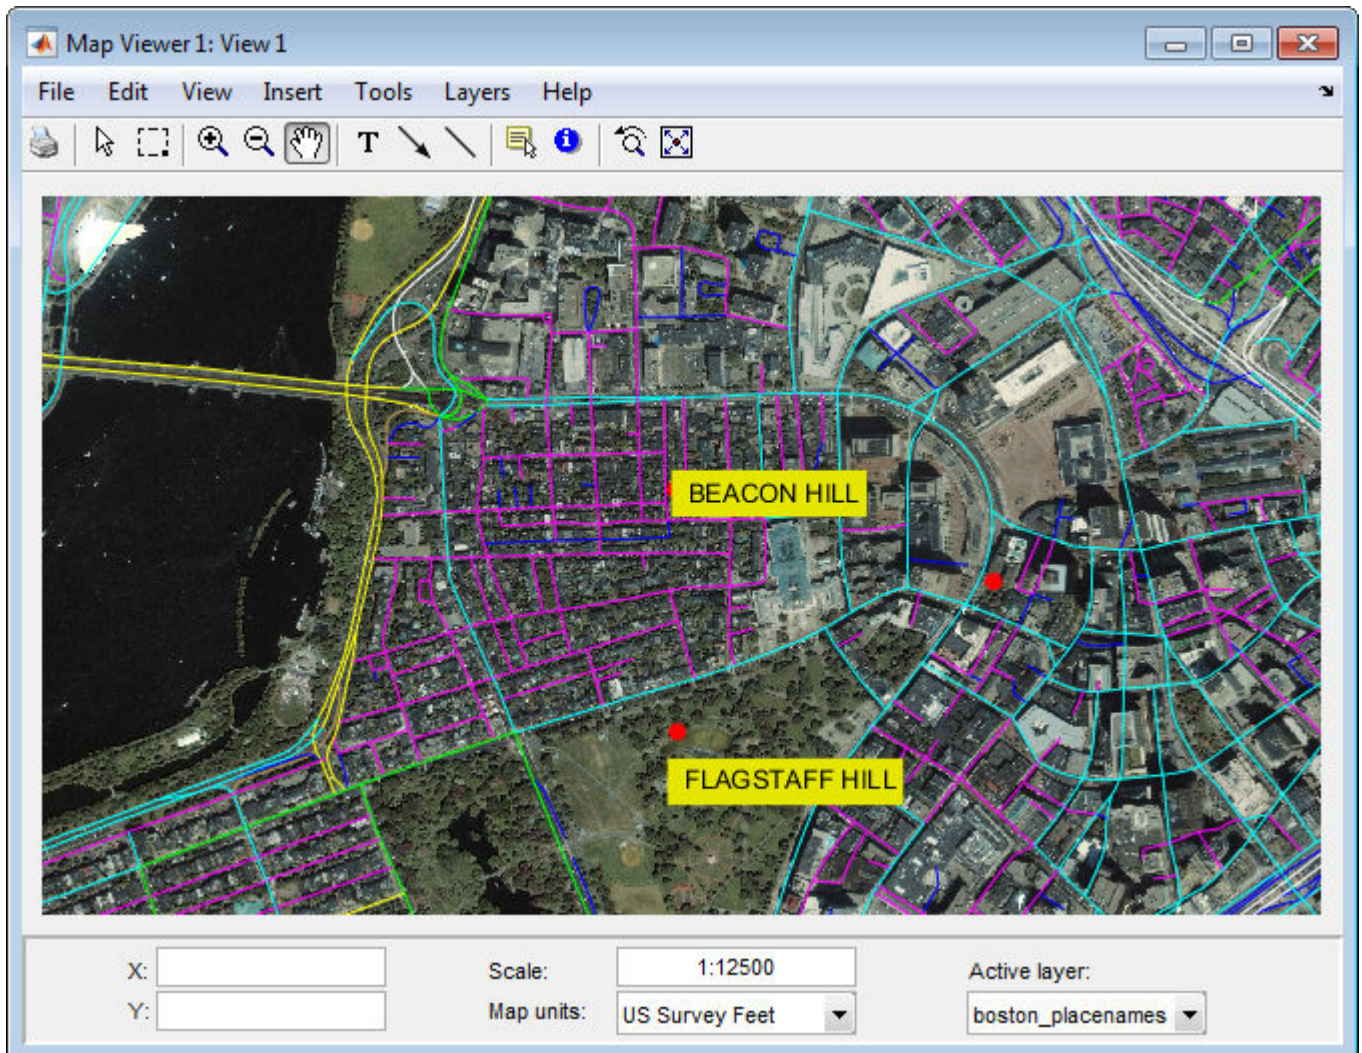 Map Viewer 1: View 1
File Edit View Insert Tools Layers Help
T
BEACON HILL
FLAGSTAFF HILL
X:
Scale:
1:12500
Active layer:
Y:
Map units:
US Survey Feet
boston_placenames